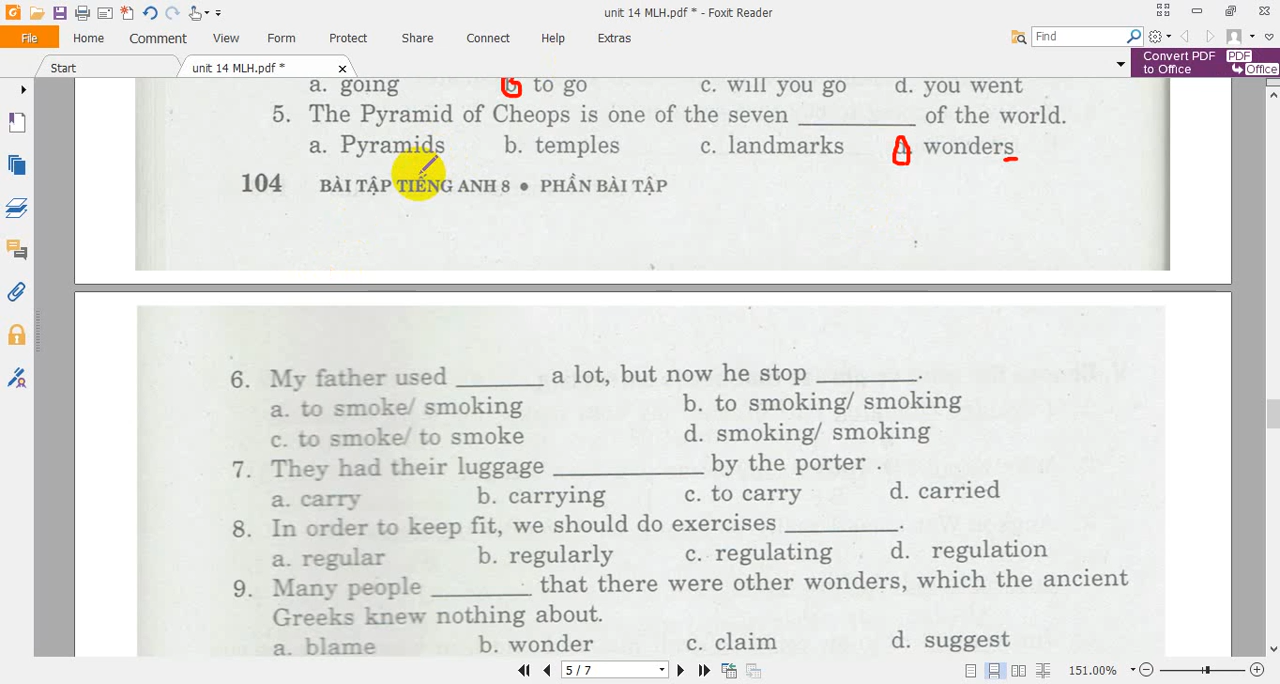 unit 14 MLH.pdf * - Foxit Reader
File Home Comment View Form Protect Share Connect Help Extras Find
Start unit 14 MLH.pdf * Convert PDF to Office PDF Office
a. going b. to go c. will you go d. you went
5. The Pyramid of Cheops is one of the seven __________ of the world.
a. Pyramids b. temples c. landmarks d. wonders
104 BÀI TẬP TIẾNG ANH 8 • PHẦN BÀI TẬP
6. My father used _______ a lot, but now he stop ________.
a. to smoke/ smoking b. to smoking/ smoking
c. to smoke/ to smoke d. smoking/ smoking
7. They had their luggage ____________ by the porter .
a. carry b. carrying c. to carry d. carried
8. In order to keep fit, we should do exercises _________.
a. regular b. regularly c. regulating d. regulation
9. Many people ________ that there were other wonders, which the ancient
Greeks knew nothing about.
a. blame b. wonder c. claim d. suggest
5 / 7 151.00%